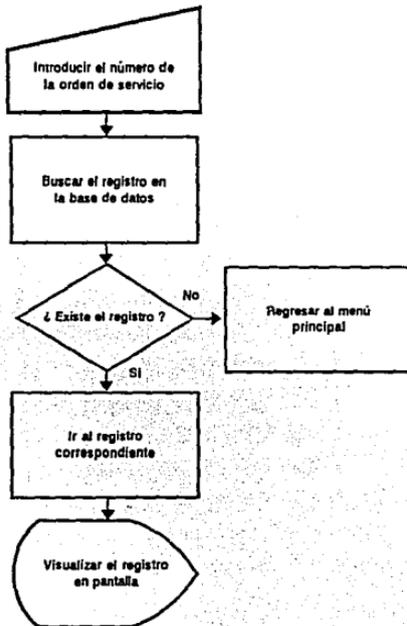 Introducir el número de
la orden de servicio
Buscar el registro en
la base de datos
¿ Existe el registro ?
No
Regresar al menú
principal
Si
Ir al registro
correspondiente
Visualizar el registro
en pantalla